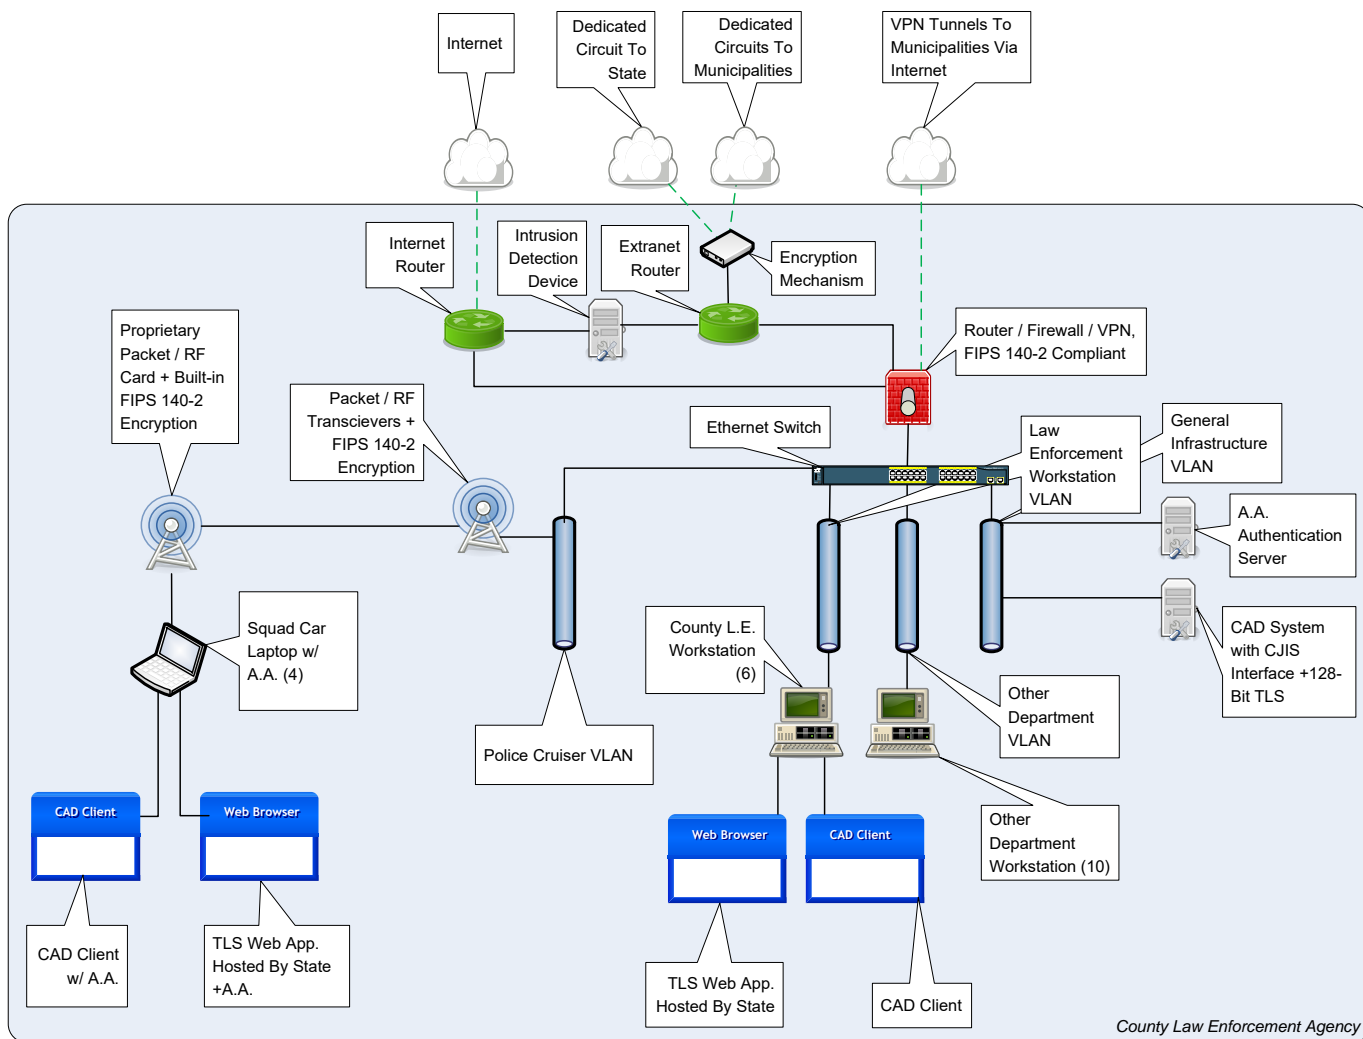 Internet
Dedicated
Circuit To
State
Dedicated
Circuits To
Municipalities
VPN Tunnels To
Municipalities Via
Internet
Internet
Router
Intrusion
Detection
Device
Extranet
Router
Encryption
Mechanism
Proprietary
Packet / RF
Card + Built-in
FIPS 140-2
Encryption
Packet / RF
Transcievers +
FIPS 140-2
Encryption
Router / Firewall / VPN,
FIPS 140-2 Compliant
Ethernet Switch
Law
Enforcement
Workstation
VLAN
General
Infrastructure
VLAN
A.A.
Authentication
Server
Squad Car
Laptop w/
A.A. (4)
County L.E.
Workstation
(6)
CAD System
with CJIS
Interface +128-
Bit TLS
Police Cruiser VLAN
Other
Department
VLAN
CAD Client
Web Browser
Web Browser
CAD Client
Other
Department
Workstation (10)
CAD Client
w/ A.A.
TLS Web App.
Hosted By State
+A.A.
TLS Web App.
Hosted By State
CAD Client
County Law Enforcement Agency